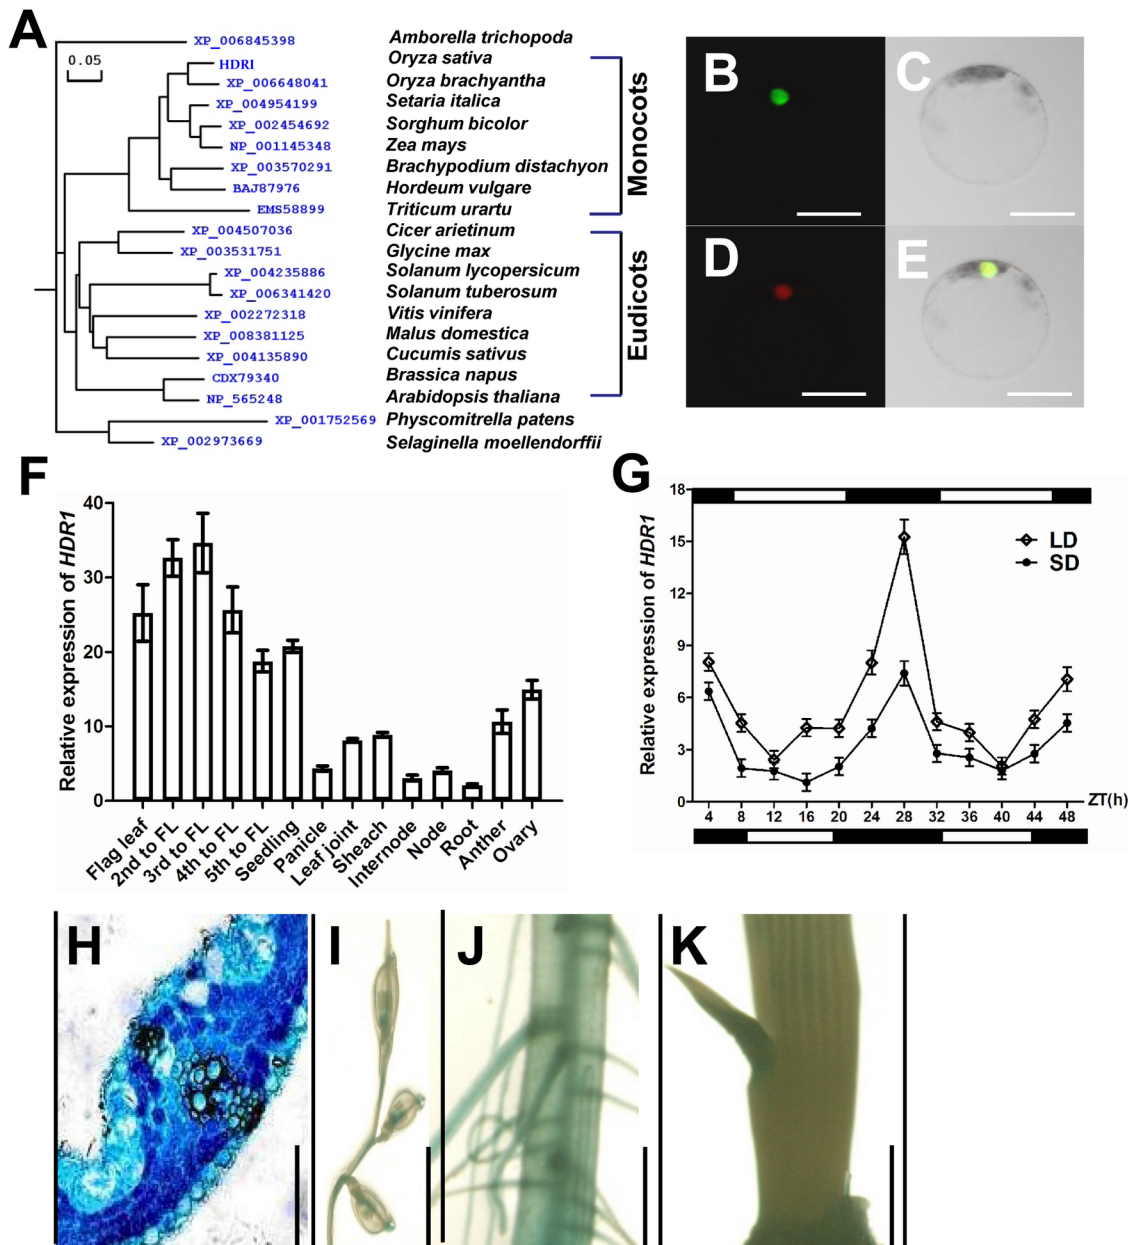 A
0.05
XP_006845398 Amborella trichopoda
HDR1 Oryza sativa
XP_006648041 Oryza brachyantha
XP_004954199 Setaria italica
XP_002454692 Sorghum bicolor
NP_001145348 Zea mays
XP_003570291 Brachypodium distachyon
BAJ87976 Hordeum vulgare
EMS58899 Triticum urartu
XP_004507036 Cicer arietinum
XP_003531751 Glycine max
XP_004235886 Solanum lycopersicum
XP_006341420 Solanum tuberosum
XP_002272318 Vitis vinifera
XP_008381125 Malus domestica
XP_004135890 Cucumis sativus
CDX79340 Brassica napus
NP_565248 Arabidopsis thaliana
XP_001752569 Physcomitrella patens
XP_002973669 Selaginella moellendorffii
Monocots
Eudicots
B
C
D
E
F
Relative expression of HDR1
40
30
20
10
0
Flag leaf
2nd to FL
3rd to FL
4th to FL
5th to FL
Seedling
Panicle
Leaf joint
Sheach
Internode
Node
Root
Anther
Ovary
G
Relative expression of HDR1
18
15
12
9
6
3
0
LD
SD
4 8 12 16 20 24 28 32 36 40 44 48 ZT(h)
H
I
J
K